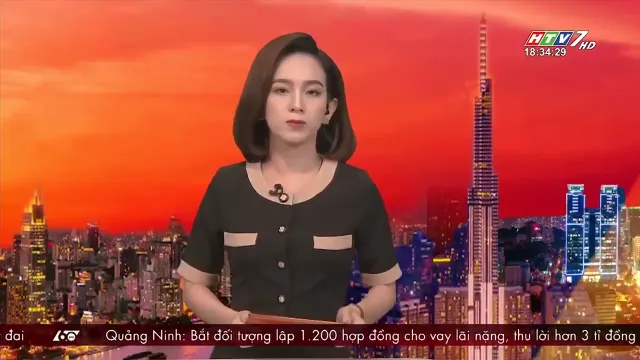 HTV7 HD
18:34:29
đai 60 Quảng Ninh: Bắt đối tượng lập 1.200 hợp đồng cho vay lãi nặng, thu lời hơn 3 tỉ đồng